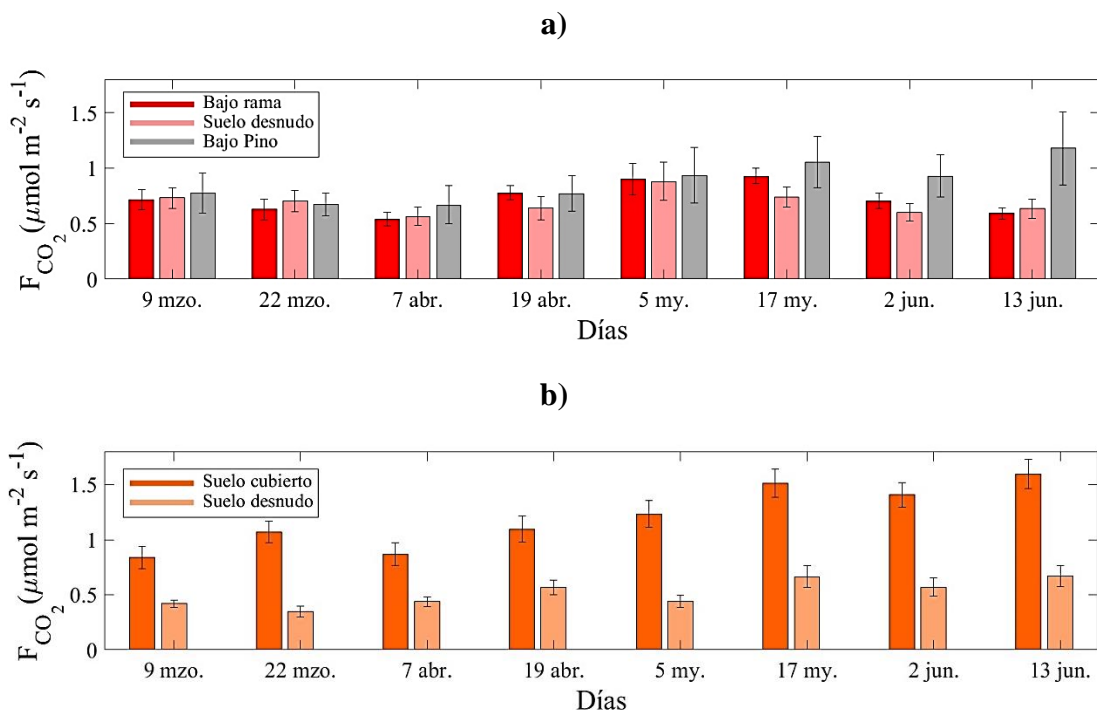 a)
F_CO2 (μmol m⁻² s⁻¹)
1.5
1
0.5
0
Bajo rama
Suelo desnudo
Bajo Pino
9 mzo. 22 mzo. 7 abr. 19 abr. 5 my. 17 my. 2 jun. 13 jun.
Días
b)
F_CO2 (μmol m⁻² s⁻¹)
1.5
1
0.5
0
Suelo cubierto
Suelo desnudo
9 mzo. 22 mzo. 7 abr. 19 abr. 5 my. 17 my. 2 jun. 13 jun.
Días